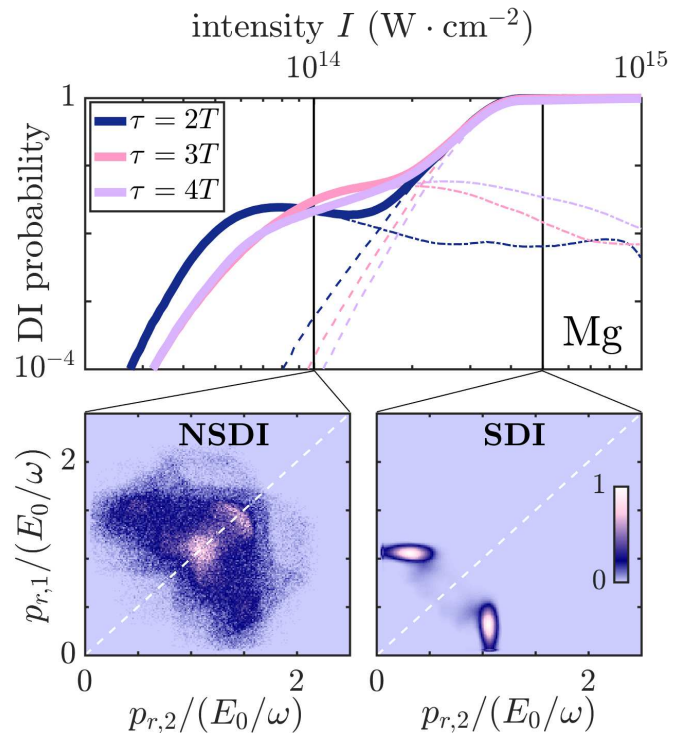 intensity I (W · cm⁻²)
10¹⁴ 10¹⁵
1
τ = 2T
τ = 3T
τ = 4T
DI probability
Mg
10⁻⁴
NSDI SDI
2
1
0
p_{r,1}/(E₀/ω)
0
0 2 0 2
p_{r,2}/(E₀/ω) p_{r,2}/(E₀/ω)